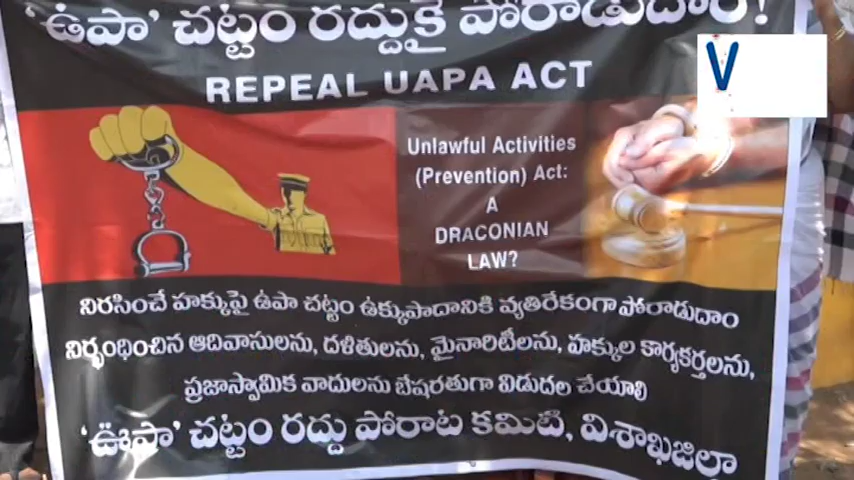 'ఉపా' చట్టం రద్దుకై పోరాడుదాం!
REPEAL UAPA ACT
Unlawful Activities
(Prevention) Act:
A
DRACONIAN
LAW?
V
నిరసించే హక్కుపై ఉపా చట్టం ఉక్కుపాదానికి వ్యతిరేకంగా పోరాడుదాం
నిర్భంధించిన ఆదివాసులను, దళితులను, మైనారిటీలను, హక్కుల కార్యకర్తలను,
ప్రజాస్వామిక వాదులను బేషరతుగా విడుదల చేయాలి
'ఊపా' చట్టం రద్దు పోరాట కమిటి, విశాఖజిల్లా